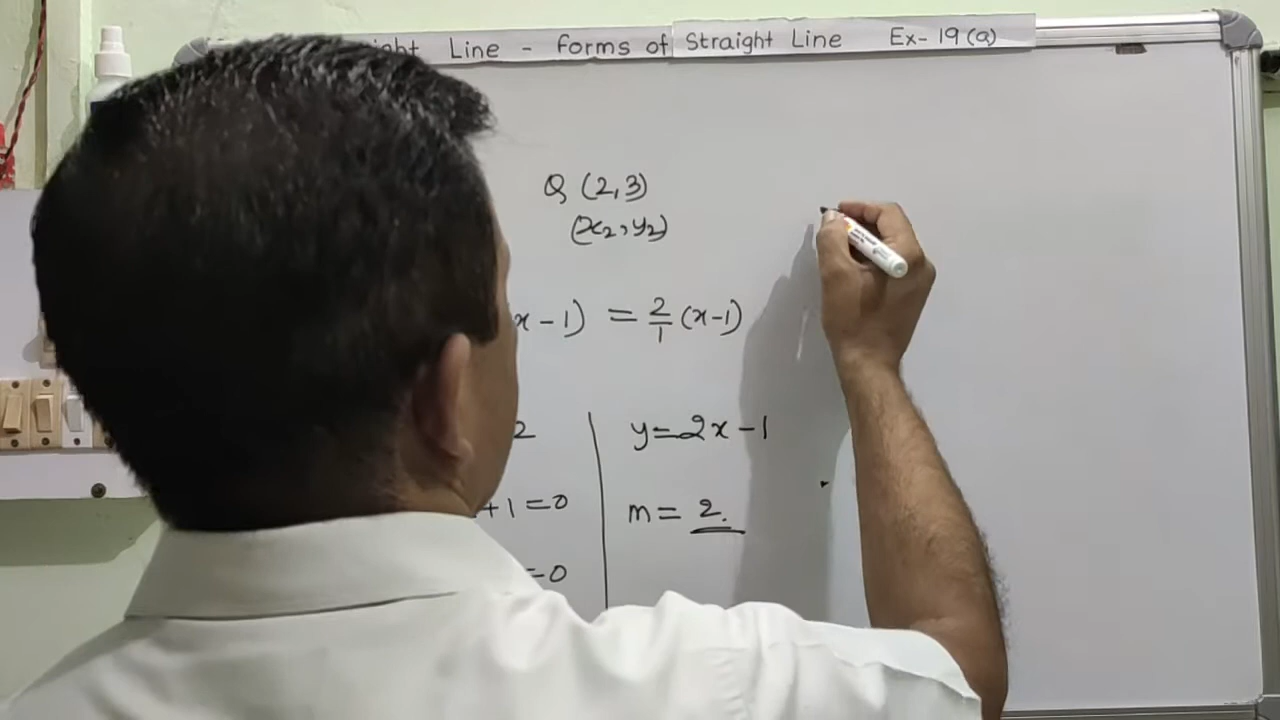 Line - Forms of Straight Line Ex- 19 (a)
Q (2,3)
(x₂, y₂)
x - 1) = 2/1 (x-1)
2
+ 1 = 0
= 0
y = 2x - 1
m = 2.